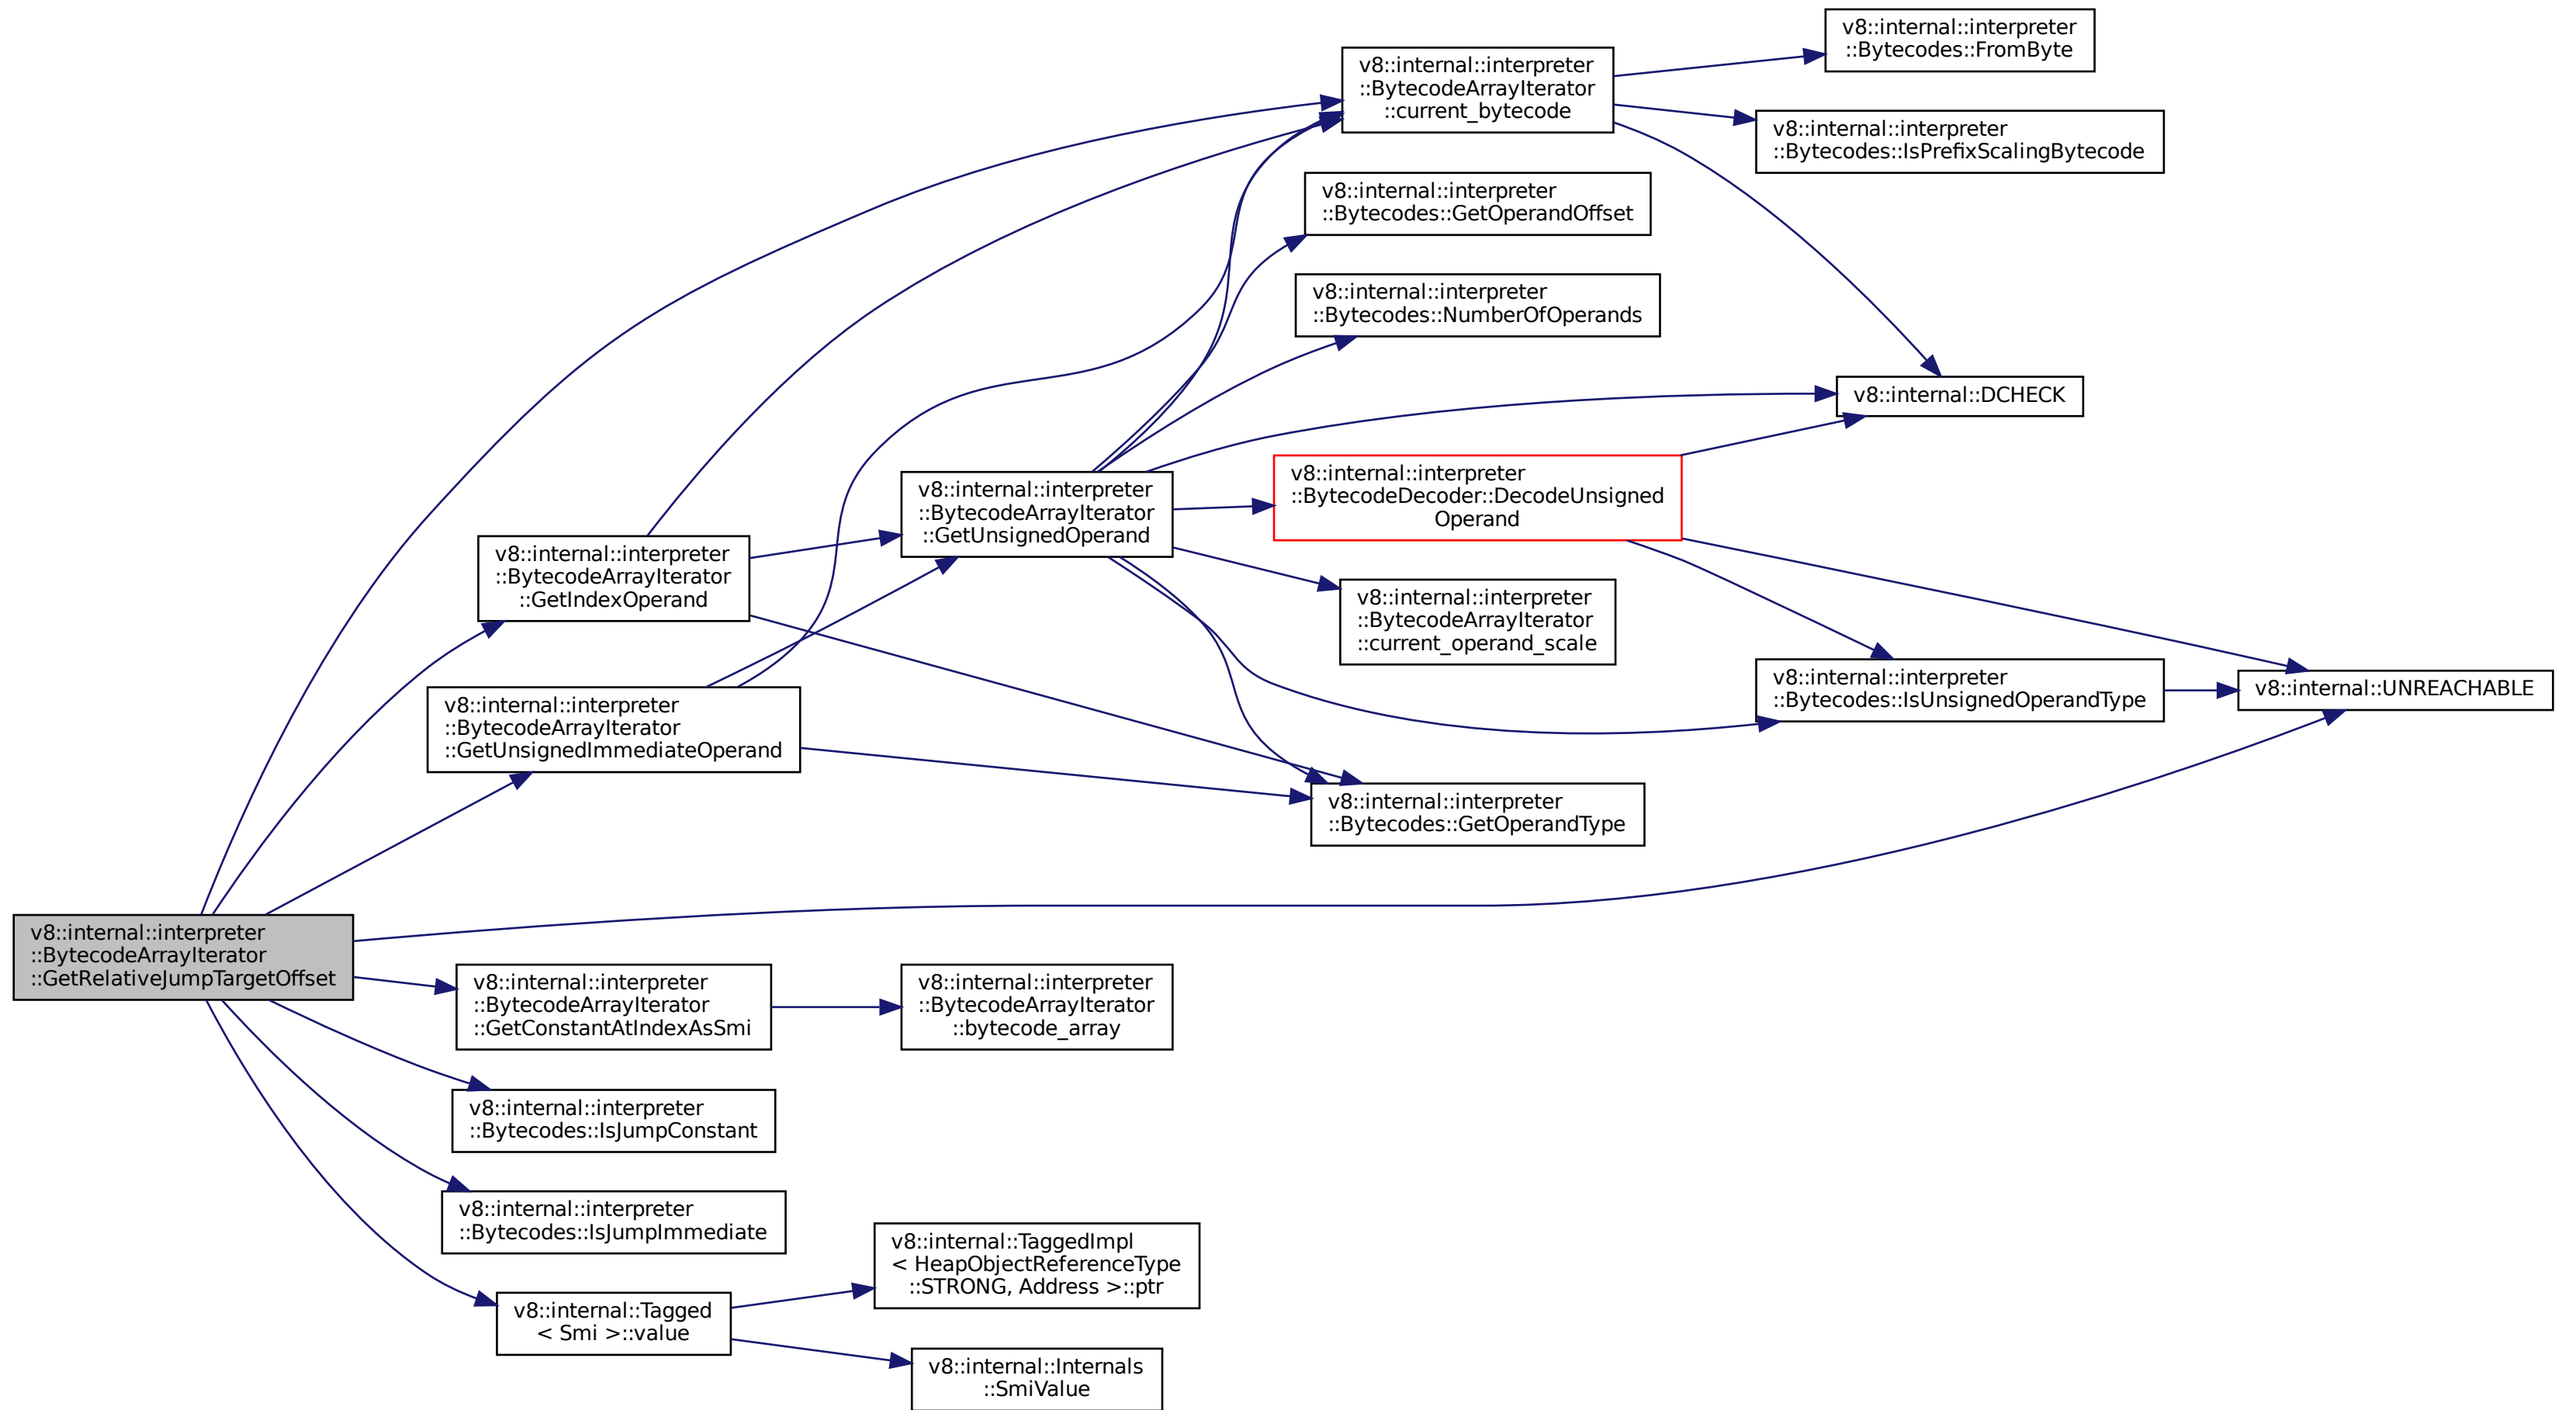 v8::internal::interpreter
::Bytecodes::FromByte
v8::internal::interpreter
::BytecodeArrayIterator
::current_bytecode
v8::internal::interpreter
::Bytecodes::IsPrefixScalingBytecode
v8::internal::interpreter
::Bytecodes::GetOperandOffset
v8::internal::interpreter
::Bytecodes::NumberOfOperands
v8::internal::DCHECK
v8::internal::interpreter
::BytecodeArrayIterator
::GetUnsignedOperand
v8::internal::interpreter
::BytecodeDecoder::DecodeUnsigned
Operand
v8::internal::interpreter
::BytecodeArrayIterator
::GetIndexOperand
v8::internal::interpreter
::BytecodeArrayIterator
::current_operand_scale
v8::internal::interpreter
::Bytecodes::IsUnsignedOperandType
v8::internal::UNREACHABLE
v8::internal::interpreter
::BytecodeArrayIterator
::GetUnsignedImmediateOperand
v8::internal::interpreter
::Bytecodes::GetOperandType
v8::internal::interpreter
::BytecodeArrayIterator
::GetRelativeJumpTargetOffset
v8::internal::interpreter
::BytecodeArrayIterator
::GetConstantAtIndexAsSmi
v8::internal::interpreter
::BytecodeArrayIterator
::bytecode_array
v8::internal::interpreter
::Bytecodes::IsJumpConstant
v8::internal::interpreter
::Bytecodes::IsJumpImmediate
v8::internal::TaggedImpl
< HeapObjectReferenceType
::STRONG, Address >::ptr
v8::internal::Tagged
< Smi >::value
v8::internal::Internals
::SmiValue